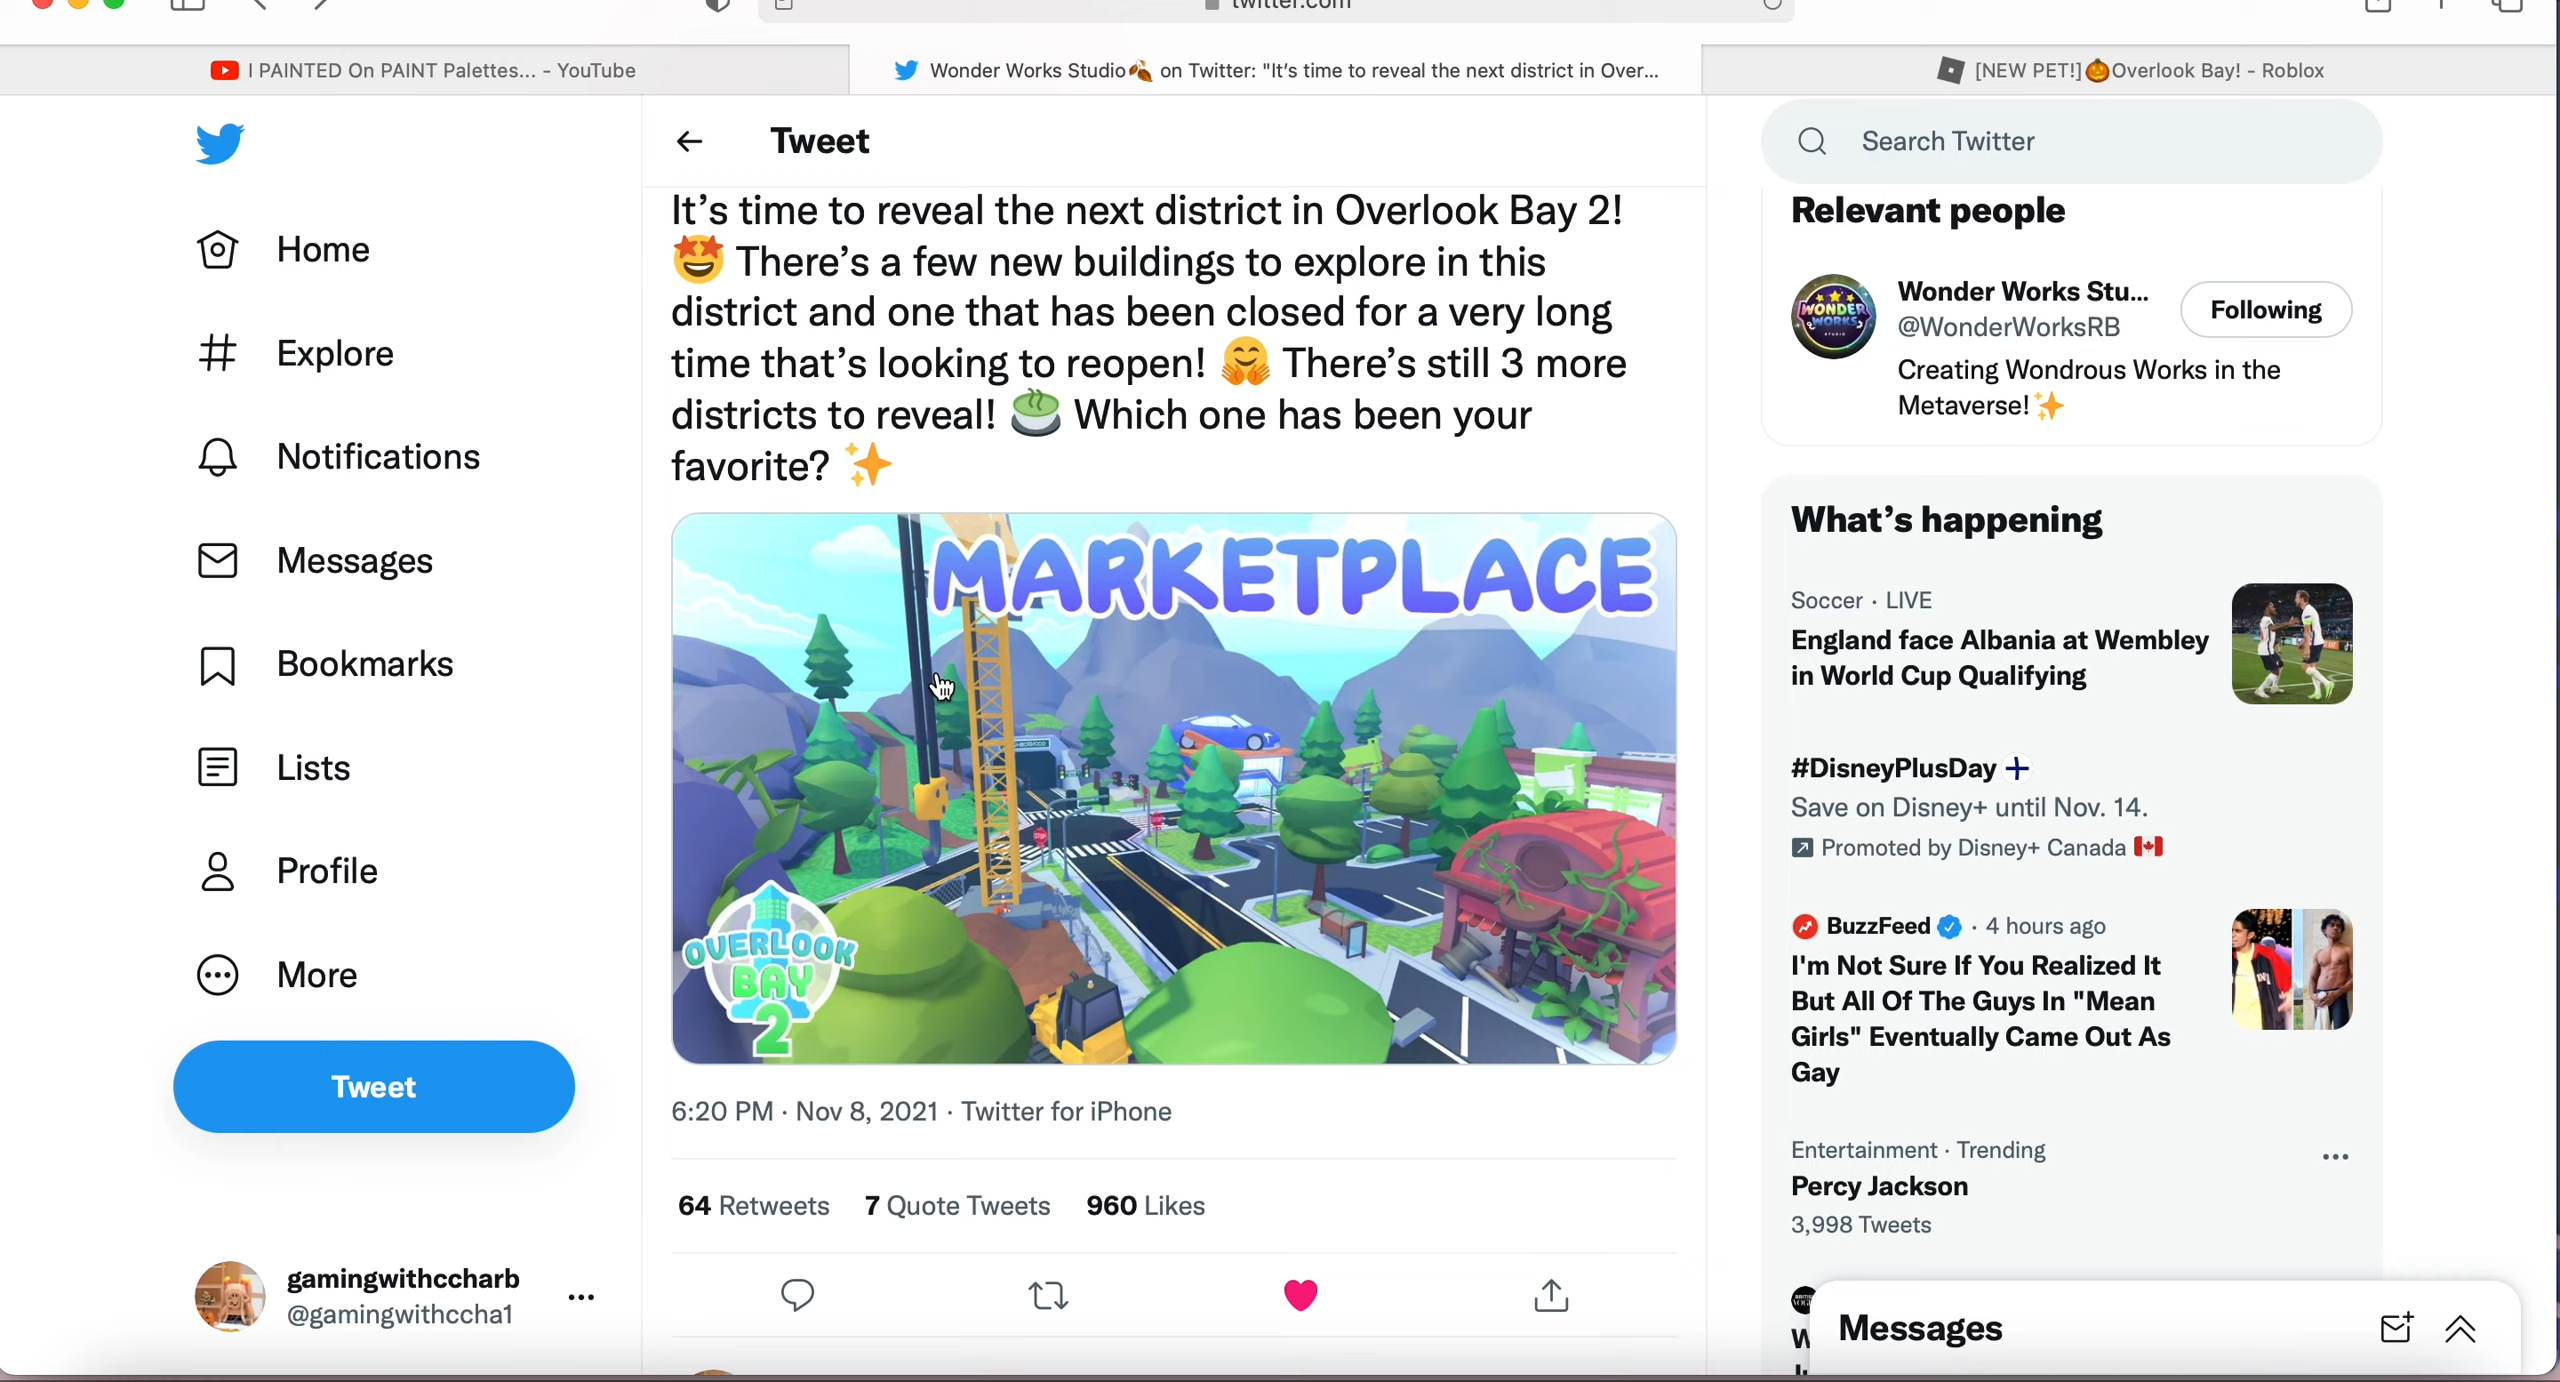 twitter.com
I PAINTED On PAINT Palettes... - YouTube
Wonder Works Studio🍂 on Twitter: "It's time to reveal the next district in Over...
[NEW PET!]🎃Overlook Bay! - Roblox
Home
Explore
Notifications
Messages
Bookmarks
Lists
Profile
More
Tweet
gamingwithccharb
@gamingwithccha1
Tweet
It's time to reveal the next district in Overlook Bay 2!
🤩 There's a few new buildings to explore in this
district and one that has been closed for a very long
time that's looking to reopen! 🤗 There's still 3 more
districts to reveal! 🍵 Which one has been your
favorite? ✨
MARKETPLACE
STOP
OVERLOOK
BAY
2
6:20 PM · Nov 8, 2021 · Twitter for iPhone
64 Retweets 7 Quote Tweets 960 Likes
Search Twitter
Relevant people
WONDER
WORKS
STUDIO
Wonder Works Stu...
@WonderWorksRB
Following
Creating Wondrous Works in the
Metaverse!✨
What's happening
Soccer · LIVE
England face Albania at Wembley
in World Cup Qualifying
#DisneyPlusDay
Save on Disney+ until Nov. 14.
Promoted by Disney+ Canada 🇨🇦
BuzzFeed · 4 hours ago
I'm Not Sure If You Realized It
But All Of The Guys In "Mean
Girls" Eventually Came Out As
Gay
Entertainment · Trending
Percy Jackson
3,998 Tweets
Messages